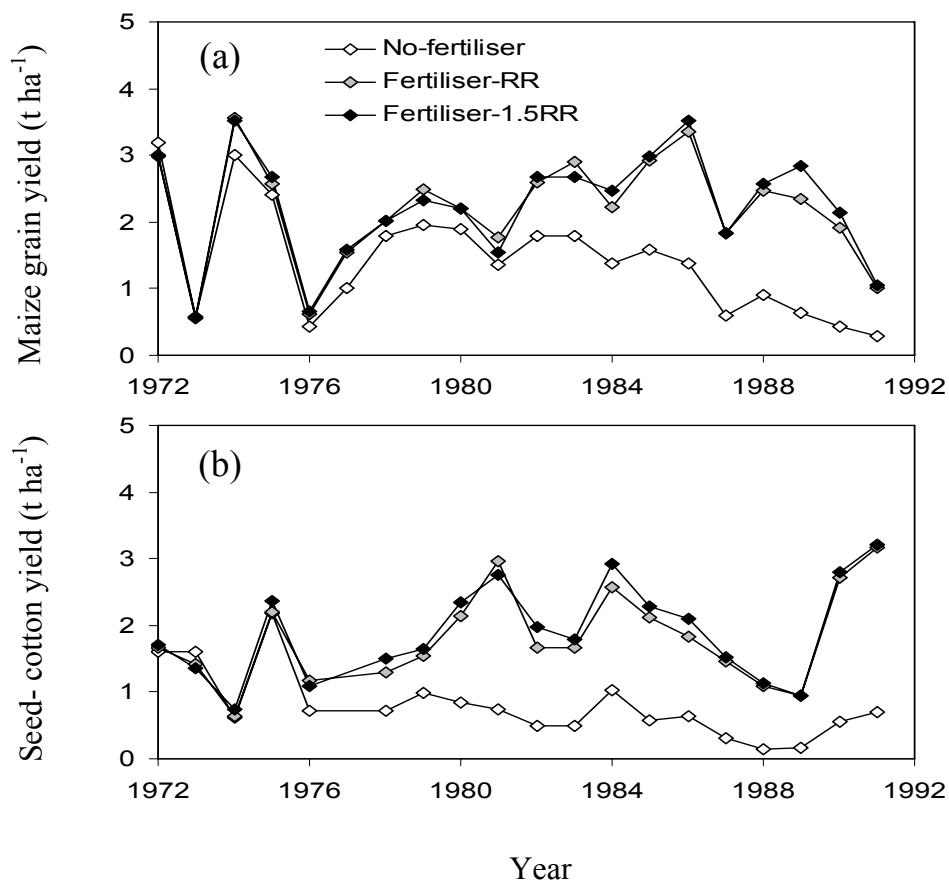 Maize grain yield (t ha⁻¹)
5
4
3
2
1
0
(a)
No-fertiliser
Fertiliser-RR
Fertiliser-1.5RR
1972 1976 1980 1984 1988 1992
Seed- cotton yield (t ha⁻¹)
5
4
3
2
1
0
(b)
1972 1976 1980 1984 1988 1992
Year